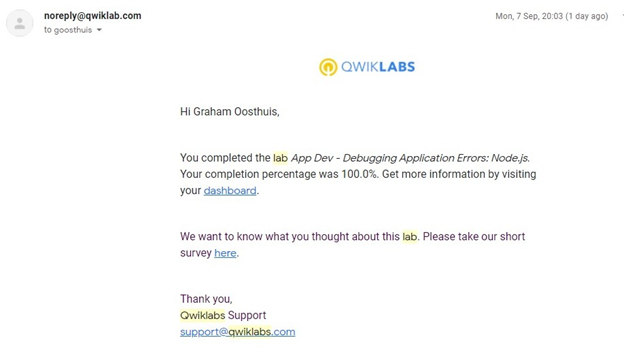 noreply@qwiklab.com
Mon, 7 Sep, 20:03 (1 day ago)
to goosthuis
QWIKLABS
Hi Graham Oosthuis,
You completed the lab App Dev - Debugging Application Errors: Node.js.
Your completion percentage was 100.0%. Get more information by visiting
your dashboard.
We want to know what you thought about this lab. Please take our short
survey here.
Thank you,
Qwiklabs Support
support@qwiklabs.com